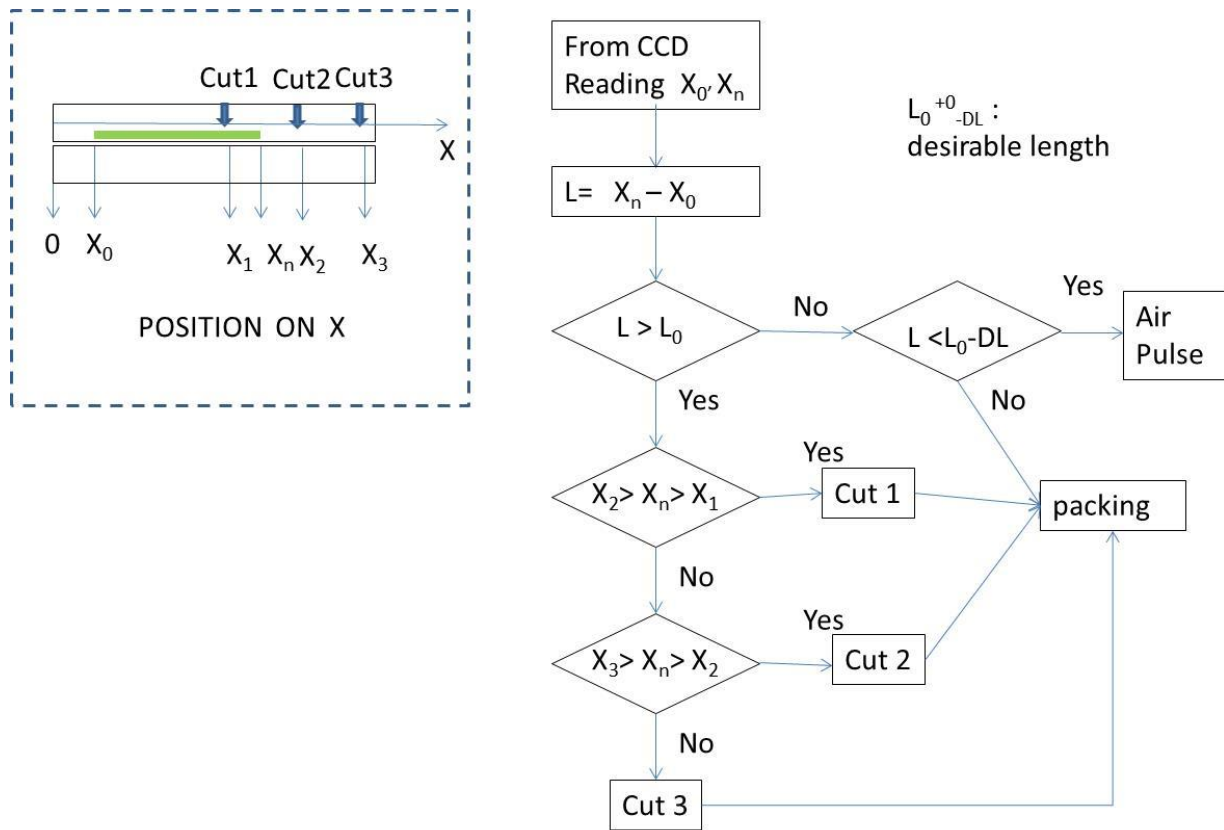 Cut1 Cut2 Cut3
X
0 X₀ X₁ Xₙ X₂ X₃
POSITION ON X
From CCD
Reading X₀, Xₙ
L₀ ⁺⁰ ₋DL :
desirable length
L= Xₙ – X₀
L > L₀
No
L <L₀-DL
Yes
Air
Pulse
Yes
No
X₂> Xₙ> X₁
Yes
Cut 1
packing
No
X₃> Xₙ> X₂
Yes
Cut 2
No
Cut 3